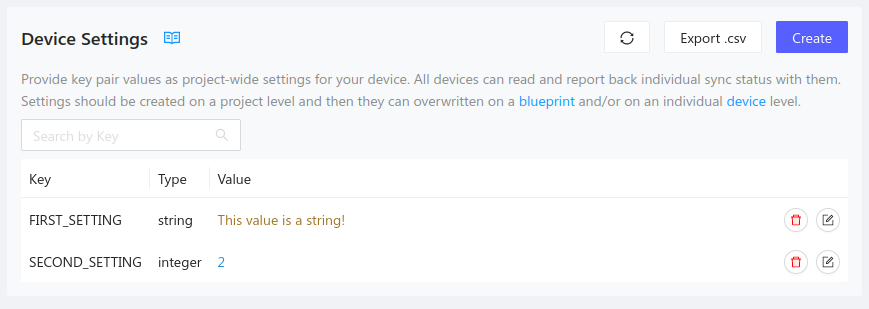 Device Settings
Export .csv
Create
Provide key pair values as project-wide settings for your device. All devices can read and report back individual sync status with them.
Settings should be created on a project level and then they can overwritten on a blueprint and/or on an individual device level.
Search by Key
Key Type Value
FIRST_SETTING string This value is a string!
SECOND_SETTING integer 2